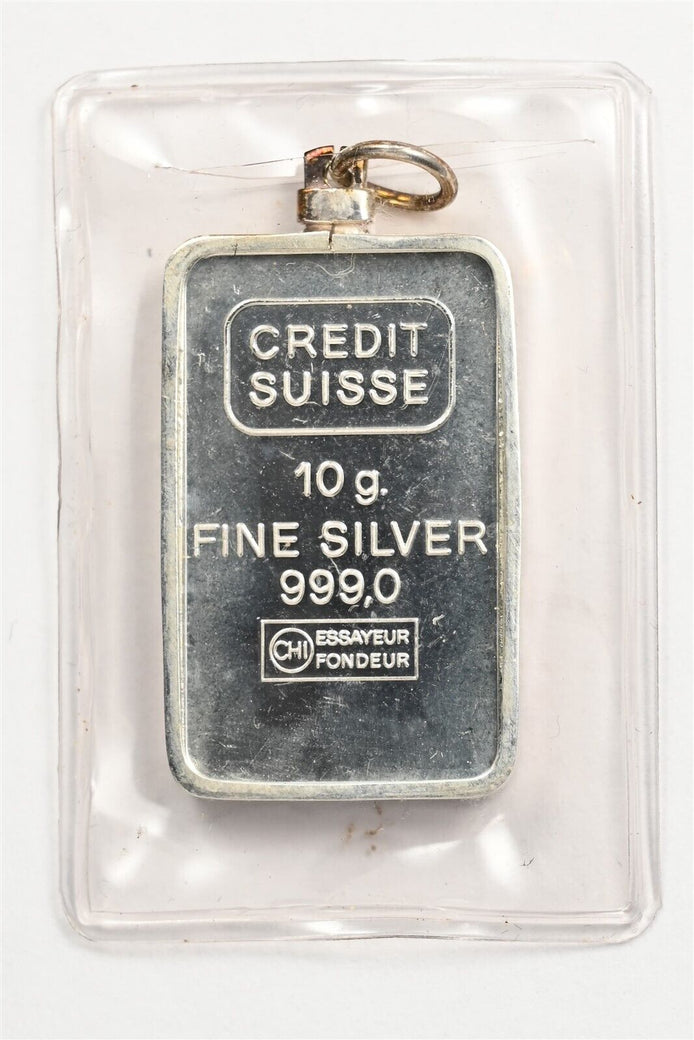 CREDIT
SUISSE
10 g.
FINE SILVER
999,0
CHI ESSAYEUR
FONDEUR